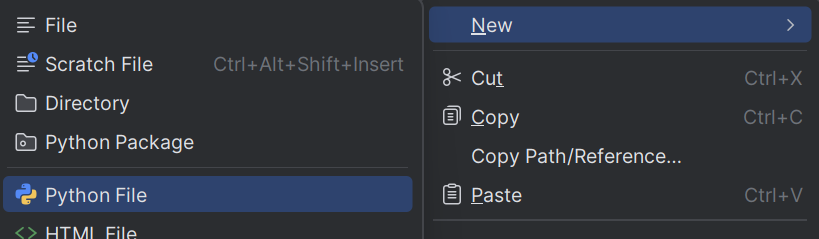 File
Scratch File Ctrl+Alt+Shift+Insert
Directory
Python Package
Python File
HTML File
New
Cut Ctrl+X
Copy Ctrl+C
Copy Path/Reference...
Paste Ctrl+V